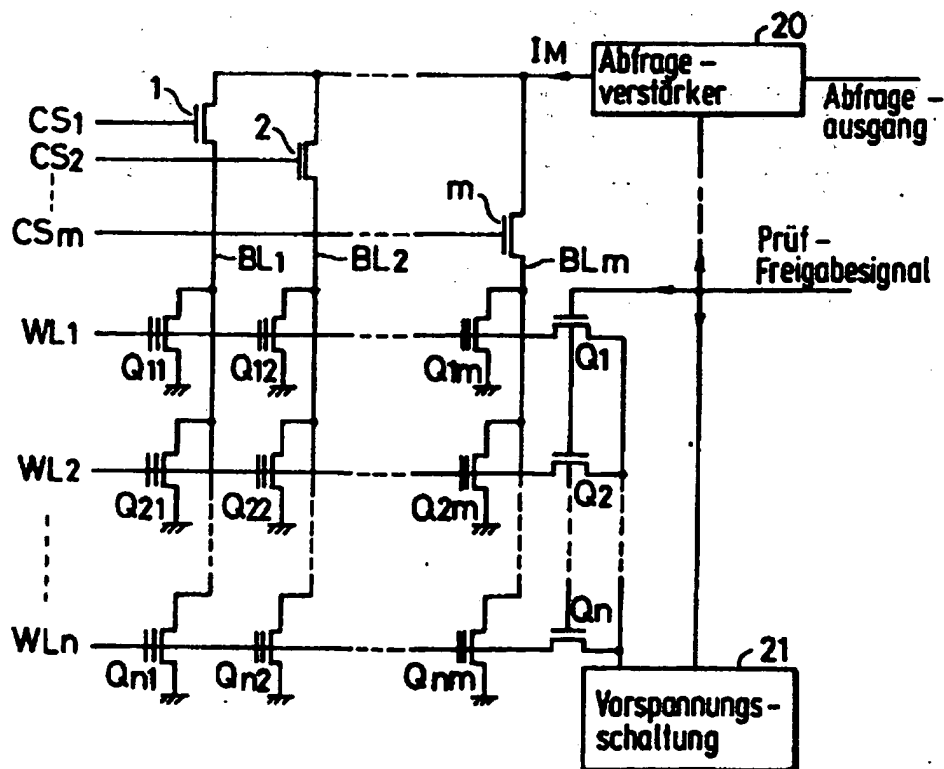 20
IM
Abfrage-
verstärker
Abfrage-
ausgang
1
CS1
2
CS2
m
CSm
Prüf-
Freigabesignal
BL1
BL2
BLm
WL1
Q11
Q12
Q1m
Q1
WL2
Q21
Q22
Q2m
Q2
Qn
WLn
Qn1
Qn2
Qnm
21
Vorspannungs-
schaltung